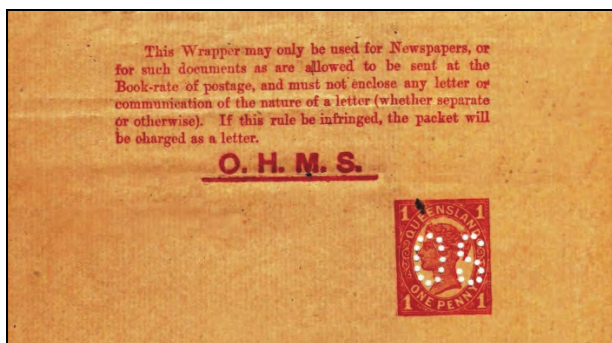 This Wrapper may only be used for Newspapers, or
for such documents as are allowed to be sent at the
Book-rate of postage, and must not enclose any letter or
communication of the nature of a letter (whether separate
or otherwise). If this rule be infringed, the packet will
be charged as a letter.
O. H. M. S.
1 1
QUEENSLAND
ONE PENNY
1 1